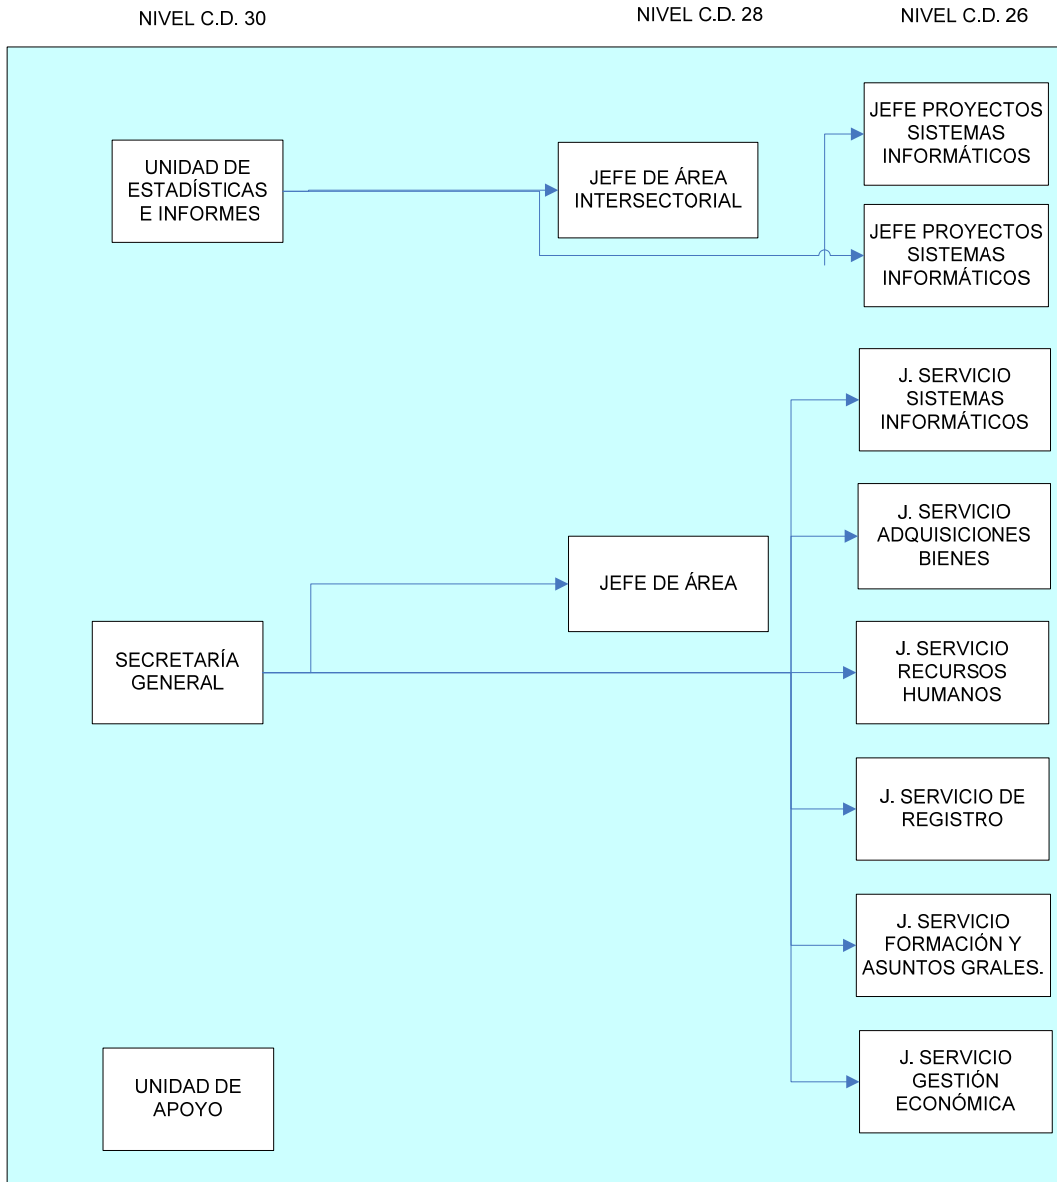 NIVEL C.D. 30
NIVEL C.D. 28
NIVEL C.D. 26
UNIDAD DE
ESTADÍSTICAS
E INFORMES
JEFE DE ÁREA
INTERSECTORIAL
JEFE PROYECTOS
SISTEMAS
INFORMÁTICOS
JEFE PROYECTOS
SISTEMAS
INFORMÁTICOS
SECRETARÍA
GENERAL
JEFE DE ÁREA
J. SERVICIO
SISTEMAS
INFORMÁTICOS
J. SERVICIO
ADQUISICIONES
BIENES
J. SERVICIO
RECURSOS
HUMANOS
J. SERVICIO DE
REGISTRO
J. SERVICIO
FORMACIÓN Y
ASUNTOS GRALES.
J. SERVICIO
GESTIÓN
ECONÓMICA
UNIDAD DE
APOYO